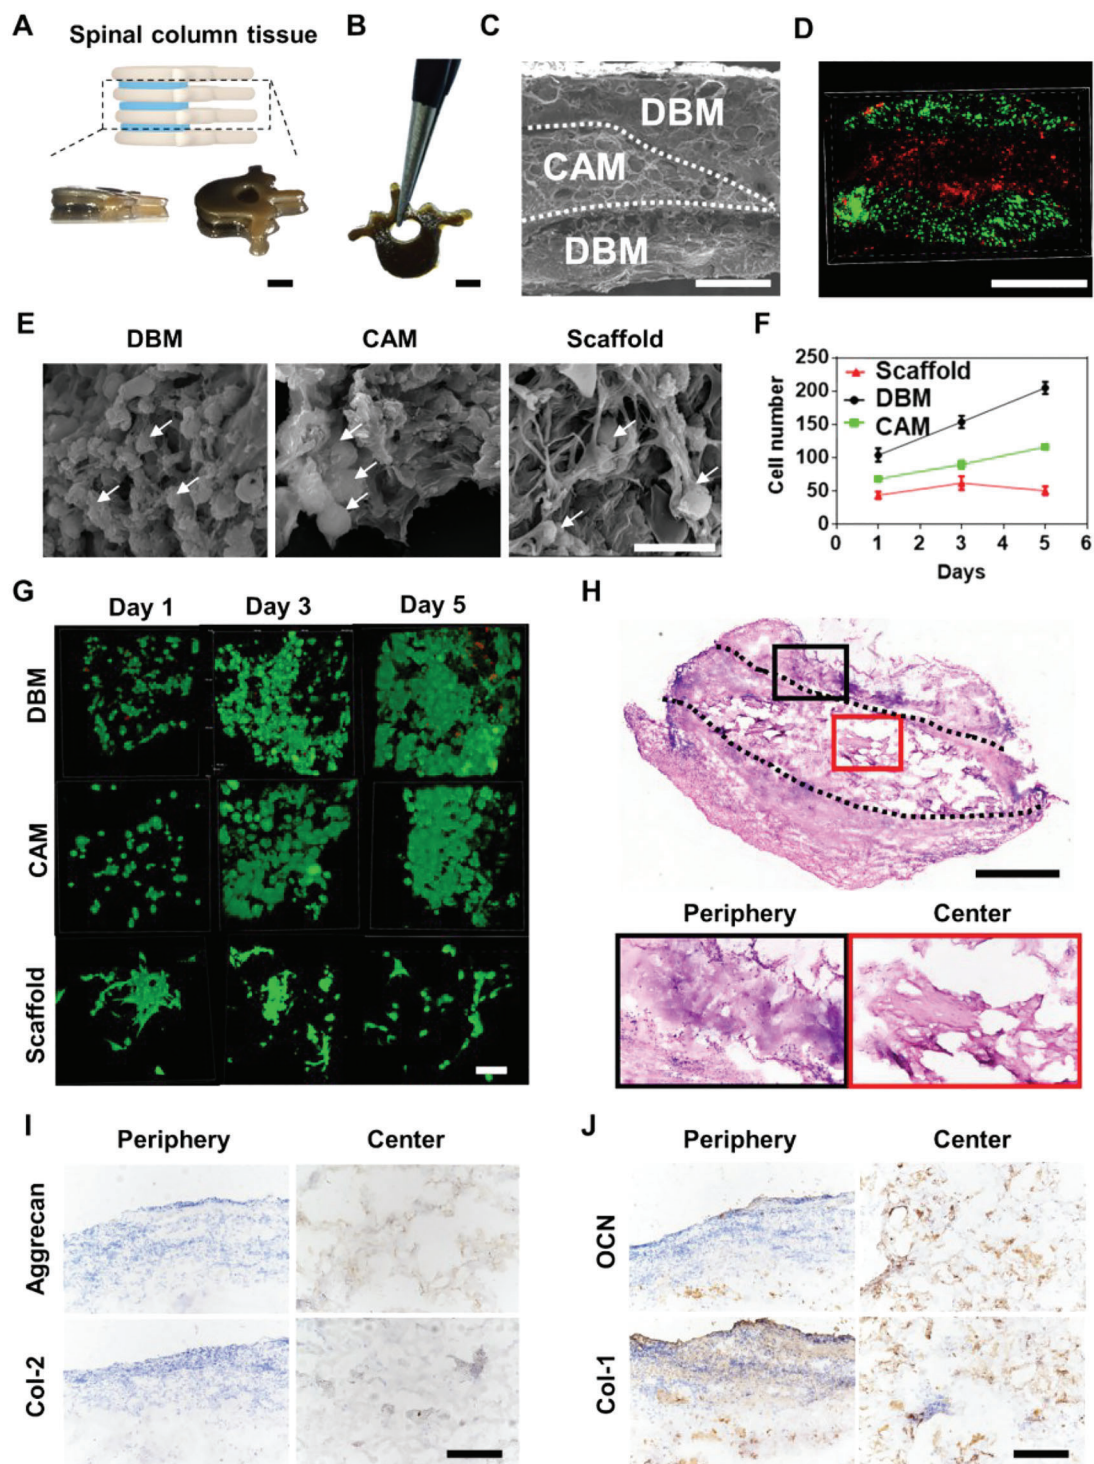 A
Spinal column tissue
B
C
DBM
CAM
DBM
D
E
DBM
CAM
Scaffold
F
Cell number
250
200
150
100
50
0
Scaffold
DBM
CAM
0 1 2 3 4 5 6
Days
G
Day 1
Day 3
Day 5
DBM
CAM
Scaffold
H
Periphery
Center
I
Periphery
Center
Aggrecan
Col-2
J
Periphery
Center
OCN
Col-1